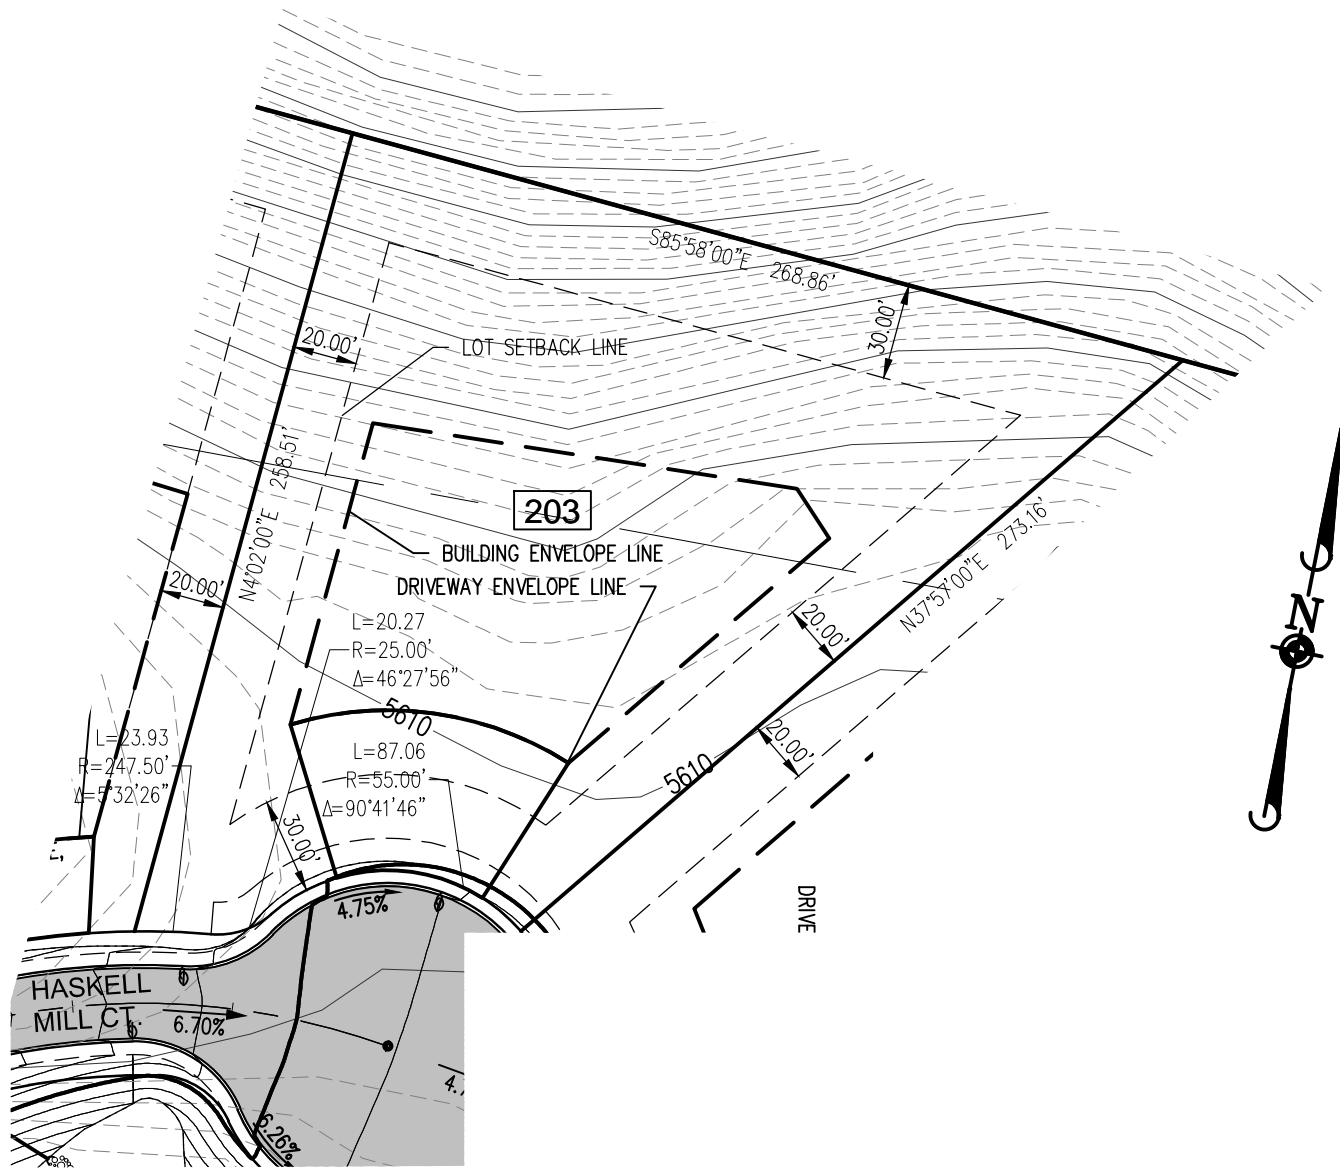 S85°58'00"E 268.86'
30.00'
20.00'
LOT SETBACK LINE
N4°02'00"E 258.51'
203
BUILDING ENVELOPE LINE
DRIVEWAY ENVELOPE LINE
N37°57'00"E 273.16'
20.00'
20.00'
20.00'
N
L=20.27
R=25.00'
Δ=46°27'56"
5610
L=23.93
R=247.50'
Δ=5°32'26"
L=87.06
R=55.00'
Δ=90°41'46"
5610
30.00'
DRIVE
4.75%
HASKELL
MILL CT.
6.70%
6.26%